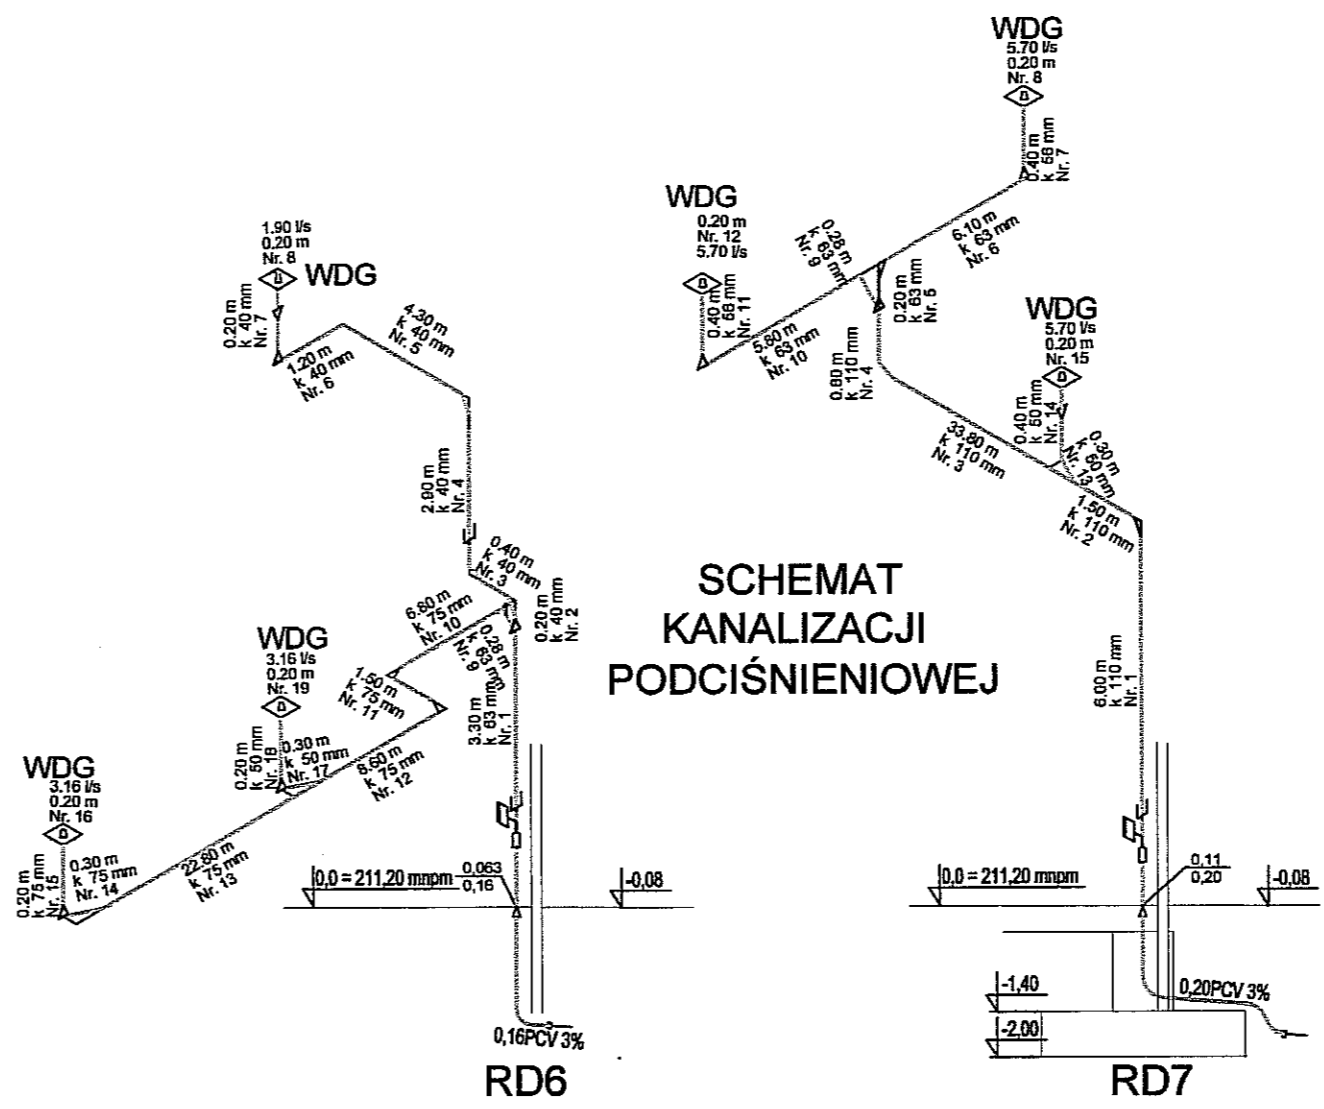 WDG
5.70 l/s
0.20 m
Nr. 8
0.40 m
k 58 mm
Nr. 7
6.10 m
k 63 mm
Nr. 6
WDG
0.20 m
Nr. 12
5.70 l/s
0.40 m
k 58 mm
Nr. 11
0.28 m
k 63 mm
Nr. 9
0.20 m
k 63 mm
Nr. 5
5.80 m
k 63 mm
Nr. 10
0.80 m
k 110 mm
Nr. 4
WDG
5.70 l/s
0.20 m
Nr. 15
0.40 m
k 50 mm
Nr. 14
0.30 m
k 50 mm
Nr. 13
33.80 m
k 110 mm
Nr. 3
1.50 m
k 110 mm
Nr. 2
6.00 m
k 110 mm
Nr. 1
1.90 l/s
0.20 m
Nr. 8
WDG
0.20 m
k 40 mm
Nr. 7
1.20 m
k 40 mm
Nr. 6
4.30 m
k 40 mm
Nr. 5
2.90 m
k 40 mm
Nr. 4
0.40 m
k 40 mm
Nr. 3
0.20 m
k 40 mm
Nr. 2
6.80 m
k 75 mm
Nr. 10
0.28 m
k 63 mm
Nr. 9
1.50 m
k 75 mm
Nr. 11
3.30 m
k 63 mm
Nr. 1
WDG
3.16 l/s
0.20 m
Nr. 19
0.20 m
k 50 mm
Nr. 18
0.30 m
k 50 mm
Nr. 17
8.60 m
k 75 mm
Nr. 12
WDG
3.16 l/s
0.20 m
Nr. 16
0.20 m
k 75 mm
Nr. 15
0.30 m
k 75 mm
Nr. 14
22.80 m
k 75 mm
Nr. 13
SCHEMAT
KANALIZACJI
PODCIŚNIENIOWEJ
0,0 = 211,20 mnpm
0,063
0,16
-0,08
0,16PCV 3%
RD6
0,0 = 211,20 mnpm
0,11
0,20
-0,08
-1,40
-2,00
0,20PCV 3%
RD7